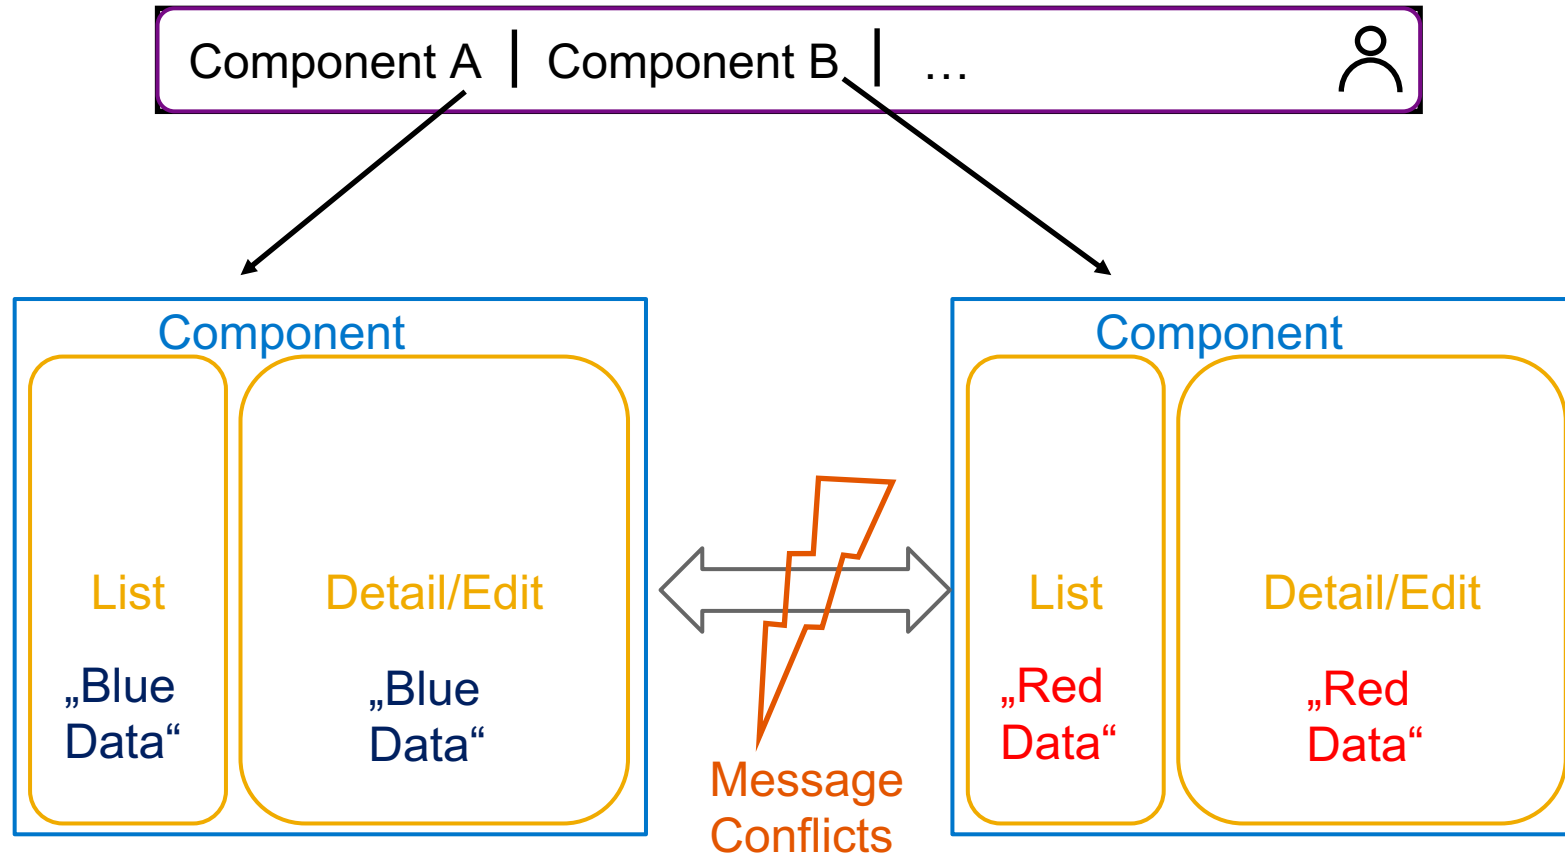 Component A | Component B | …
Component
List
Detail/Edit
„Blue
Data“
„Blue
Data“
Message
Conflicts
Component
List
Detail/Edit
„Red
Data“
„Red
Data“